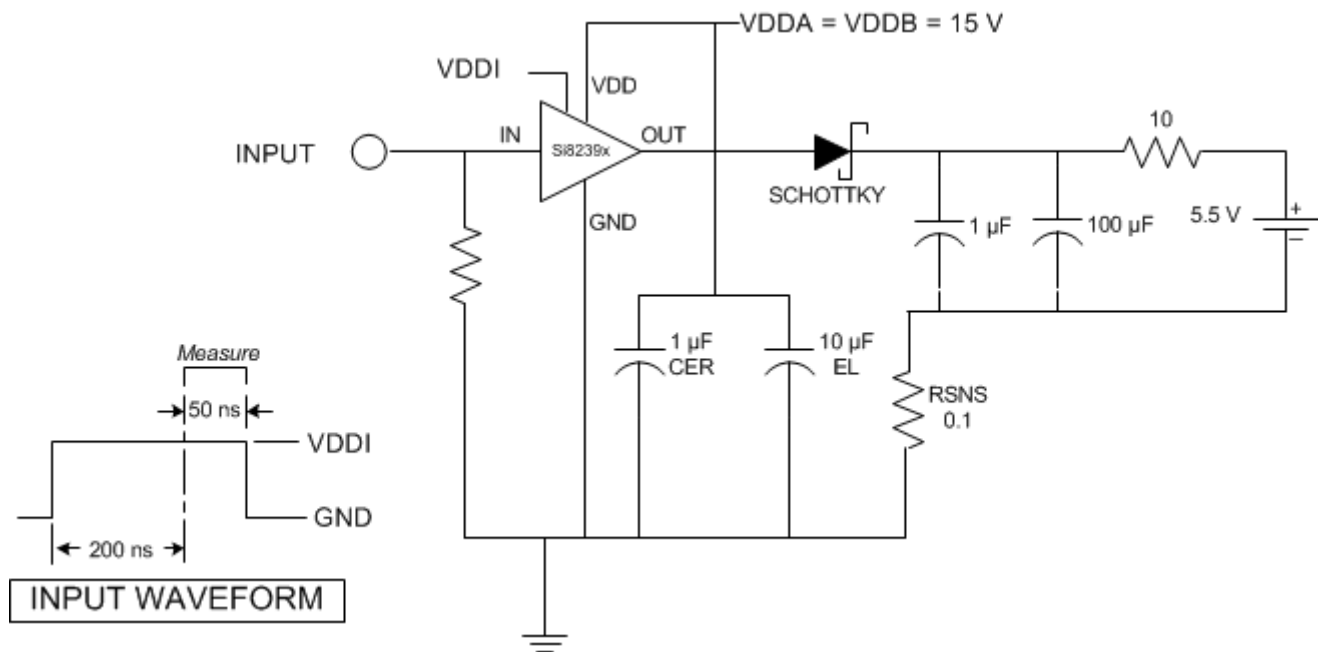 VDDA = VDDB = 15 V
VDDI
VDD
10
INPUT
IN
Si8239x
OUT
SCHOTTKY
GND
1 µF
100 µF
5.5 V
+
−
Measure
50 ns
1 µF
CER
10 µF
EL
RSNS
0.1
VDDI
GND
200 ns
INPUT WAVEFORM